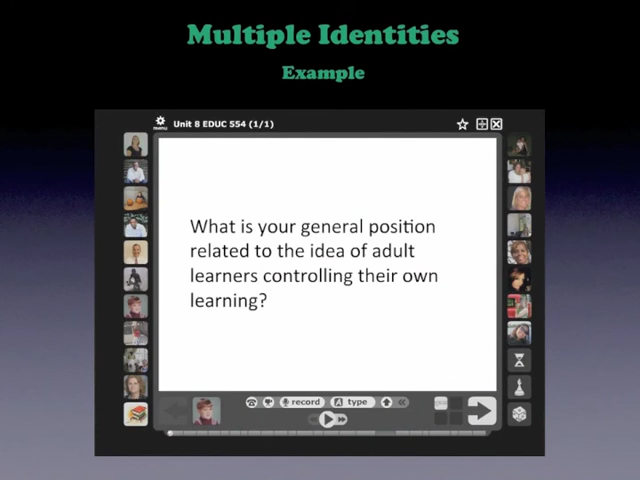 Multiple Identities
Example
menu
Unit 8 EDUC 554 (1/1)
What is your general position
related to the idea of adult
learners controlling their own
learning?
record
A type